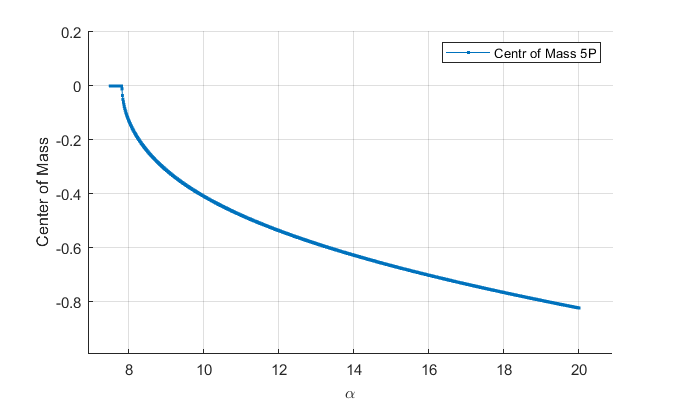 0.2
0
-0.2
-0.4
-0.6
-0.8
Center of Mass
Centr of Mass 5P
8 10 12 14 16 18 20
α